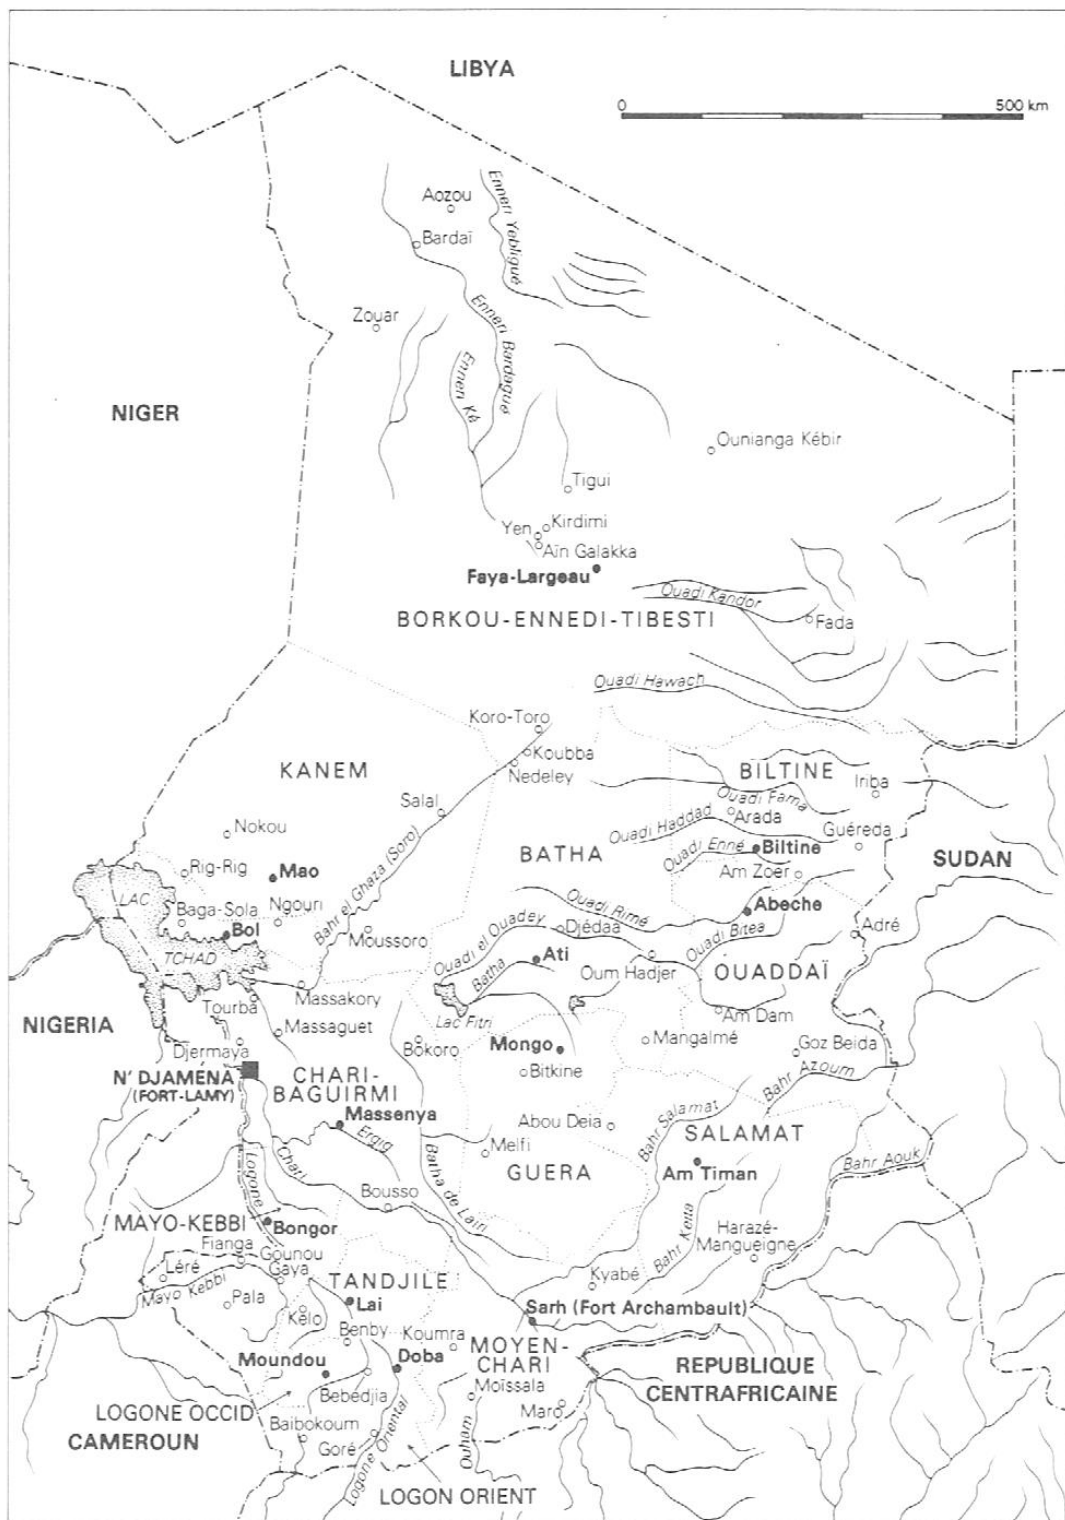 LIBYA
0 500 km
Aozou
Enneri Yebligué
Bardaï
Zouar
Enneri Bardagué
Enneri Ké
NIGER
Ounianga Kébir
Tigui
Yen
Kirdimi
Aïn Galakka
Faya-Largeau
Ouadi Kandor
BORKOU-ENNEDI-TIBESTI
Fada
Ouadi Hawach
Koro-Toro
Koubba
Nedeley
KANEM
BILTINE
Iriba
Salal
Ouadi Fama
Arada
Ouadi Haddad
Nokou
Guéreda
BATHA
Ouadi Enné
Biltine
SUDAN
Rig-Rig
Mao
Am Zoer
Bahr el Ghaza (Soro)
LAC
Baga-Sola
Ngouri
Ouadi Rimé
Abeche
Bol
Moussoro
Ouadi el Ouadey
Djédaa
Ouadi Bitea
Adré
TCHAD
Batha
Ati
Oum Hadjer
OUADDAÏ
Tourba
Massakory
Lac Fitri
Am Dam
NIGERIA
Massaguet
Mangalmé
Djermaya
Bokoro
Mongo
Goz Beida
N'DJAMENA
(FORT-LAMY)
CHARI-
BAGUIRMI
Bitkine
Bahr Azoum
Massenya
Abou Deia
Bahr Salamat
SALAMAT
Ergig
Melfi
Bahr Aouk
Logone
Chari
Batha de Laïri
GUERA
Am Timan
Bousso
MAYO-KEBBI
Bongor
Bahr Keita
Harazé-
Mangueigne
Fianga
Gounou
Gaya
Léré
Mayo Kebbi
TANDJILE
Kyabé
Pala
Lai
Kélo
Sarh (Fort Archambault)
Benby
Koumra
MOYEN-
CHARI
Moundou
Doba
REPUBLIQUE
CENTRAFRICAINE
Bebedjia
Moïssala
LOGONE OCCID
Maro
Baibokoum
CAMEROUN
Goré
Logone Oriental
Ouham
LOGON ORIENT